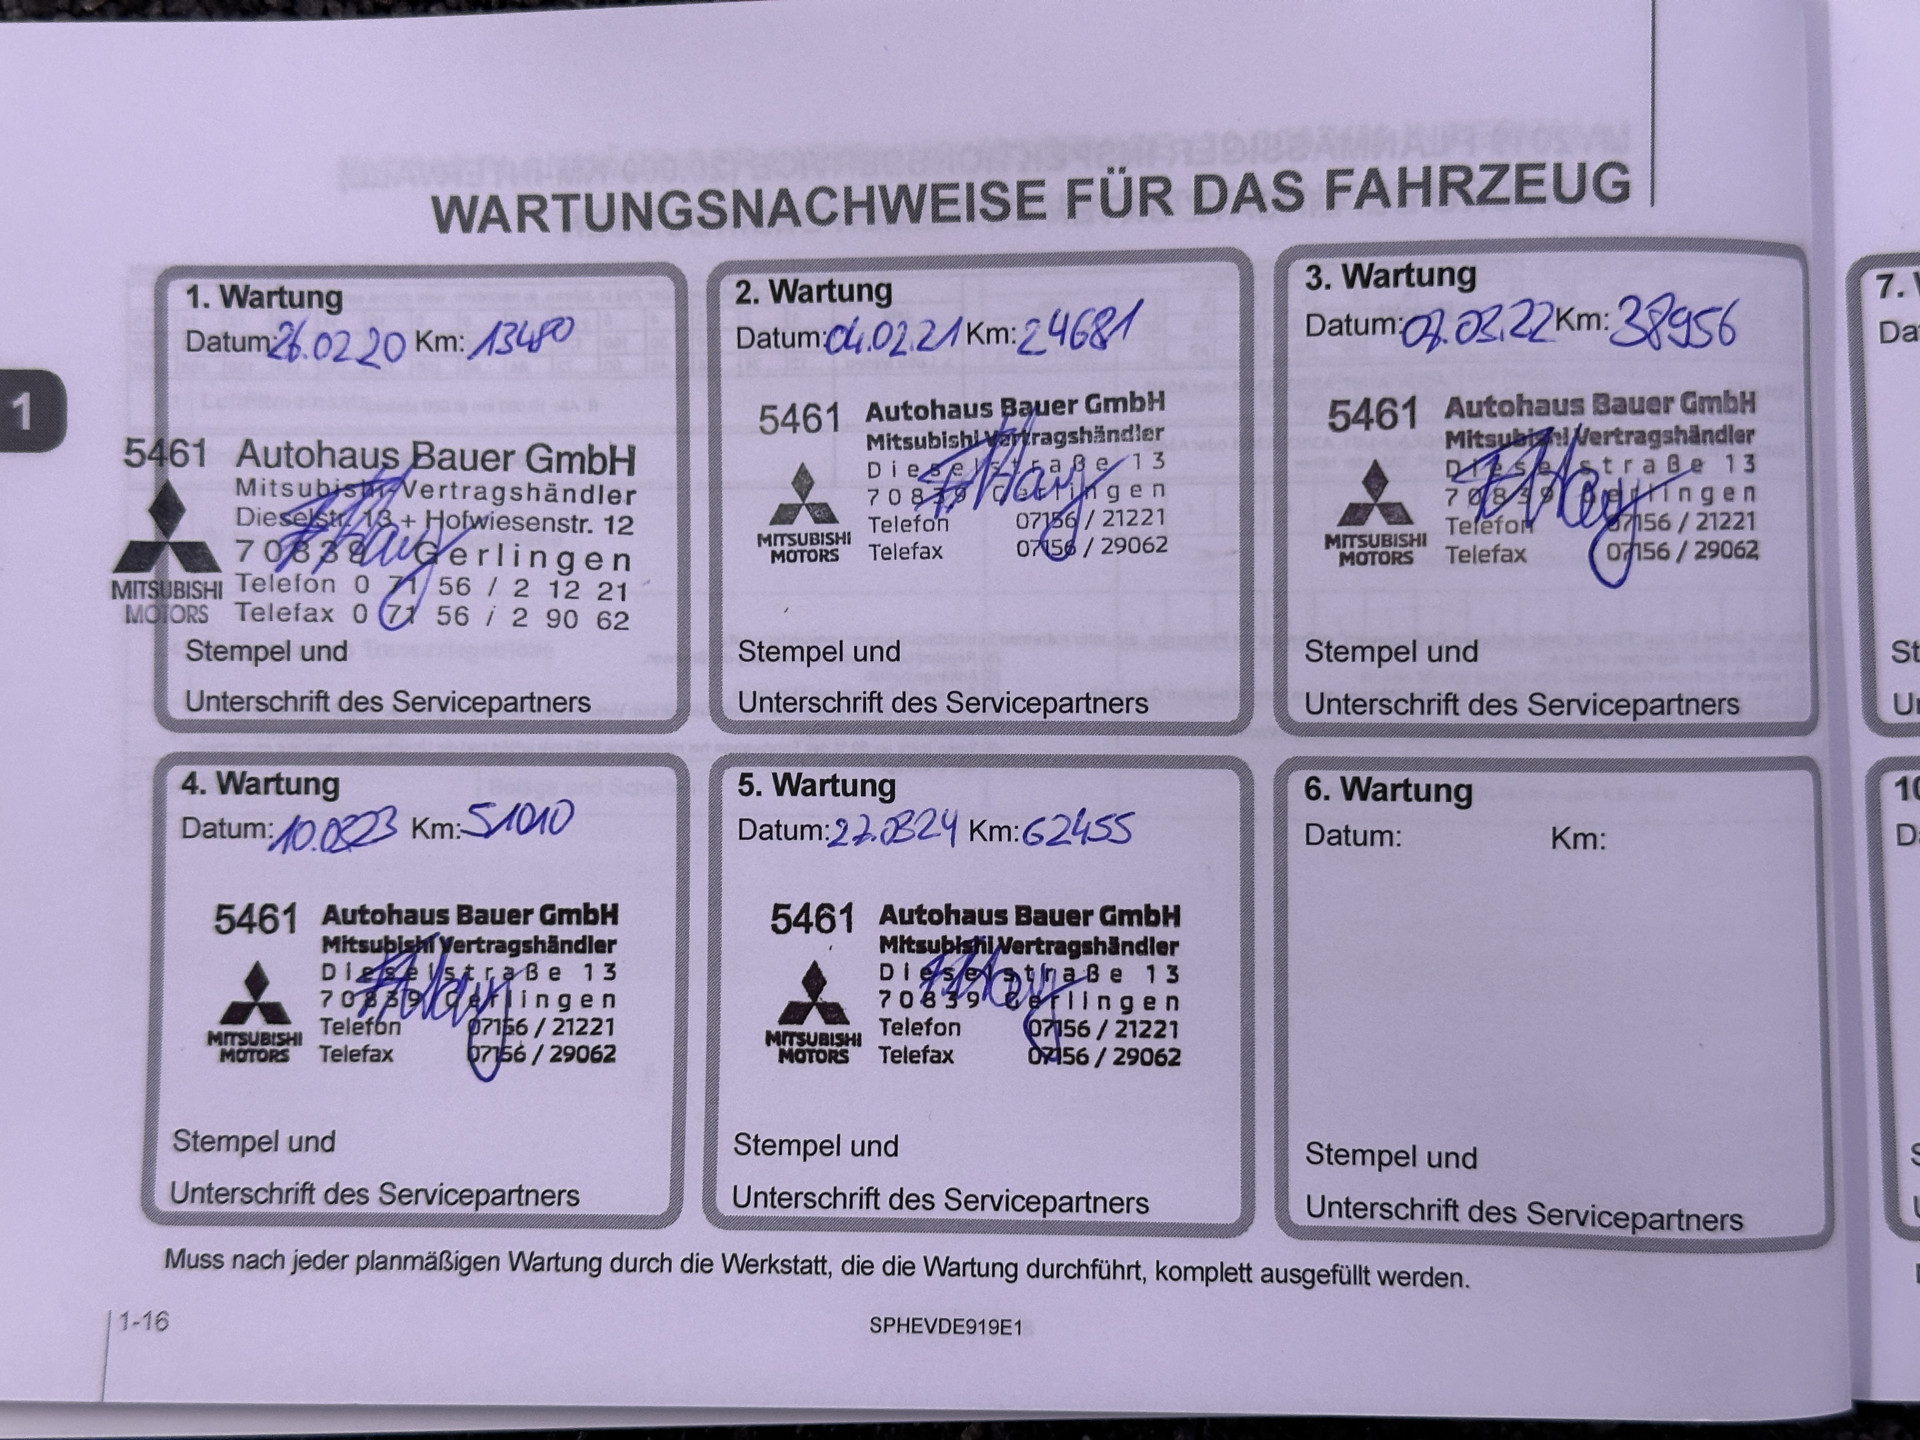 WARTUNGSNACHWEISE FÜR DAS FAHRZEUG
1
1. Wartung
Datum: 26.02.20 Km: 13480
5461 Autohaus Bauer GmbH
Mitsubishi-Vertragshändler
Dieselstr. 13 + Hofwiesenstr. 12
70839 Gerlingen
Telefon 0 71 56 / 2 12 21
Telefax 0 71 56 / 2 90 62
MITSUBISHI
MOTORS
Stempel und
Unterschrift des Servicepartners
2. Wartung
Datum: 04.02.21 Km: 24681
5461 Autohaus Bauer GmbH
Mitsubishi Vertragshändler
Dieselstraße 13
70839 Gerlingen
Telefon 07156 / 21221
Telefax 07156 / 29062
MITSUBISHI
MOTORS
Stempel und
Unterschrift des Servicepartners
3. Wartung
Datum: Km: 38956
5461 Autohaus Bauer GmbH
Mitsubishi Vertragshändler
Dieselstraße 13
70839 Gerlingen
Telefon 07156 / 21221
Telefax 07156 / 29062
MITSUBISHI
MOTORS
Stempel und
Unterschrift des Servicepartners
4. Wartung
Datum: Km: 51010
5461 Autohaus Bauer GmbH
Mitsubishi Vertragshändler
Dieselstraße 13
70839 Gerlingen
Telefon 07156 / 21221
Telefax 07156 / 29062
MITSUBISHI
MOTORS
Stempel und
Unterschrift des Servicepartners
5. Wartung
Datum: Km: 62455
5461 Autohaus Bauer GmbH
Mitsubishi Vertragshändler
Dieselstraße 13
70839 Gerlingen
Telefon 07156 / 21221
Telefax 07156 / 29062
MITSUBISHI
MOTORS
Stempel und
Unterschrift des Servicepartners
6. Wartung
Datum: Km:
Stempel und
Unterschrift des Servicepartners
7.
10
Muss nach jeder planmäßigen Wartung durch die Werkstatt, die die Wartung durchführt, komplett ausgefüllt werden.
1-16
SPHEVDE919E1